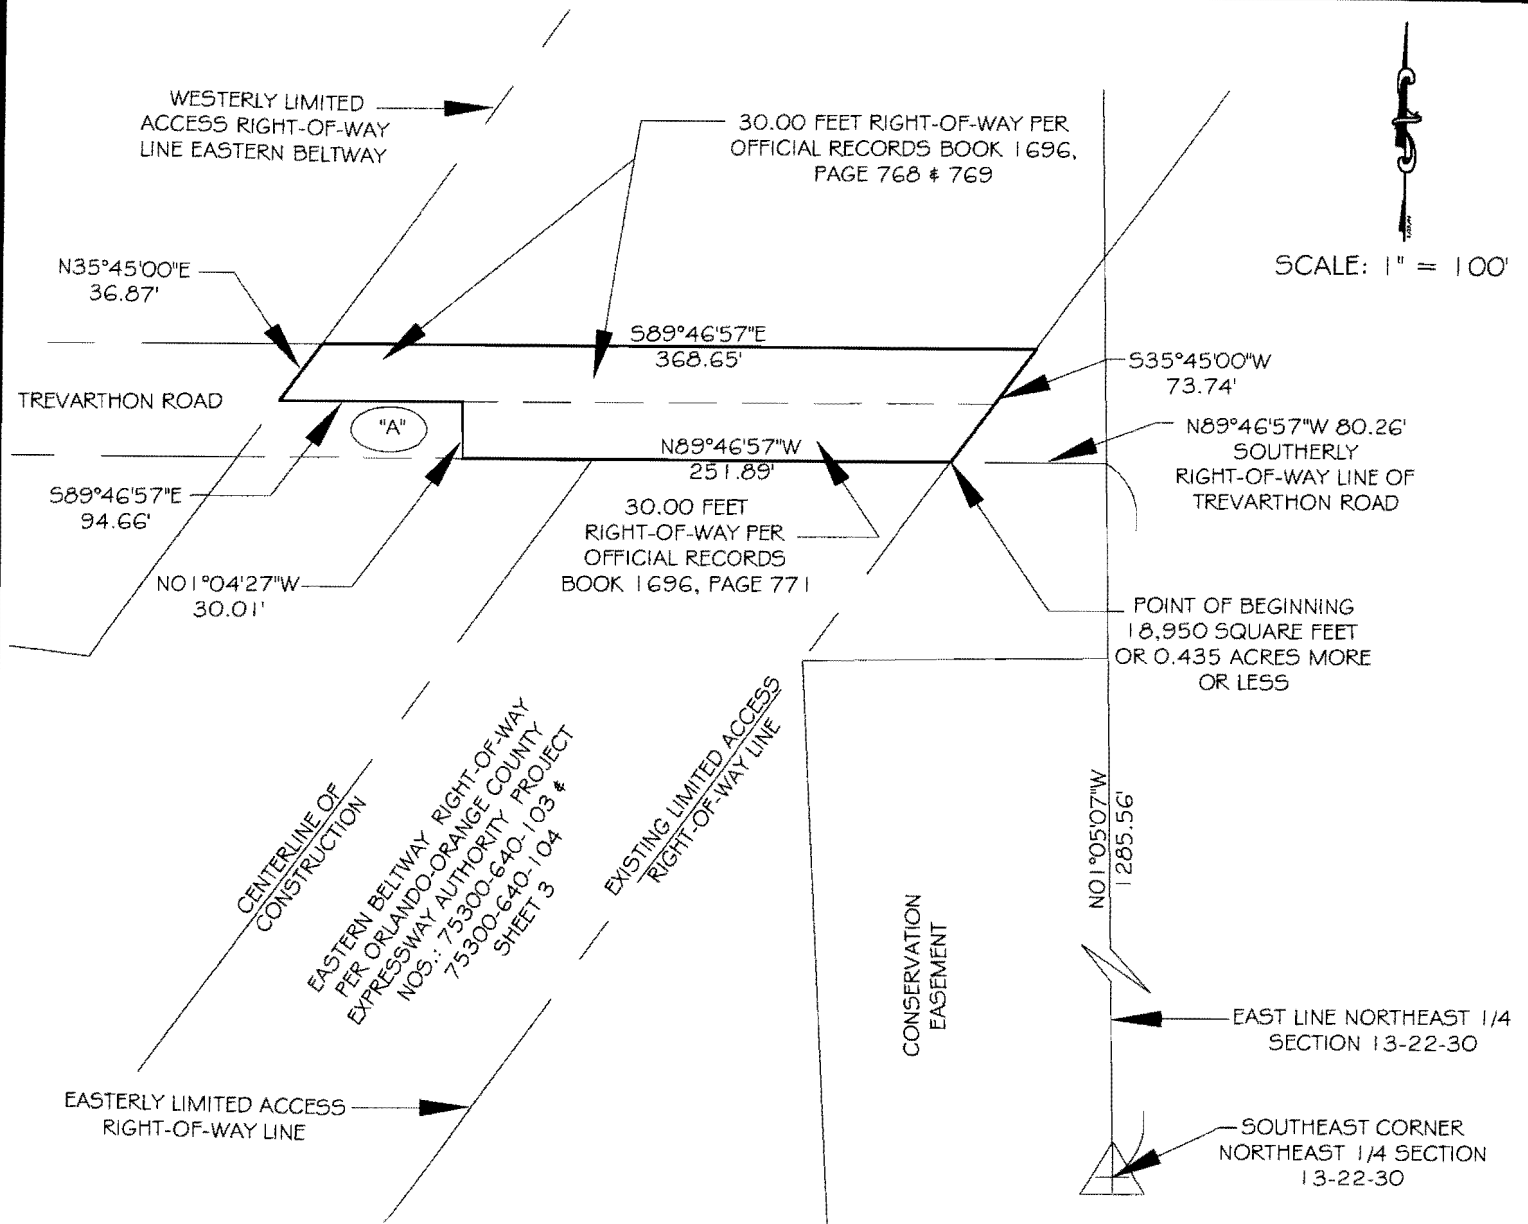 WESTERLY LIMITED
ACCESS RIGHT-OF-WAY
LINE EASTERN BELTWAY
30.00 FEET RIGHT-OF-WAY PER
OFFICIAL RECORDS BOOK 1696,
PAGE 768 & 769
SCALE: 1" = 100'
N35°45'00"E
36.87'
S89°46'57"E
368.65'
S35°45'00"W
73.74'
TREVARTHON ROAD
"A"
N89°46'57"W 80.26'
SOUTHERLY
RIGHT-OF-WAY LINE OF
TREVARTHON ROAD
N89°46'57"W
251.89'
S89°46'57"E
94.66'
30.00 FEET
RIGHT-OF-WAY PER
OFFICIAL RECORDS
BOOK 1696, PAGE 771
N01°04'27"W
30.01'
POINT OF BEGINNING
18,950 SQUARE FEET
OR 0.435 ACRES MORE
OR LESS
CENTERLINE OF
CONSTRUCTION
EASTERN BELTWAY RIGHT-OF-WAY
PER ORLANDO-ORANGE COUNTY
EXPRESSWAY AUTHORITY PROJECT
NOS.: 75300-640-103 &
75300-640-104
SHEET 3
EXISTING LIMITED ACCESS
RIGHT-OF-WAY LINE
N01°05'07"W
1285.56'
CONSERVATION
EASEMENT
EAST LINE NORTHEAST 1/4
SECTION 13-22-30
EASTERLY LIMITED ACCESS
RIGHT-OF-WAY LINE
SOUTHEAST CORNER
NORTHEAST 1/4 SECTION
13-22-30